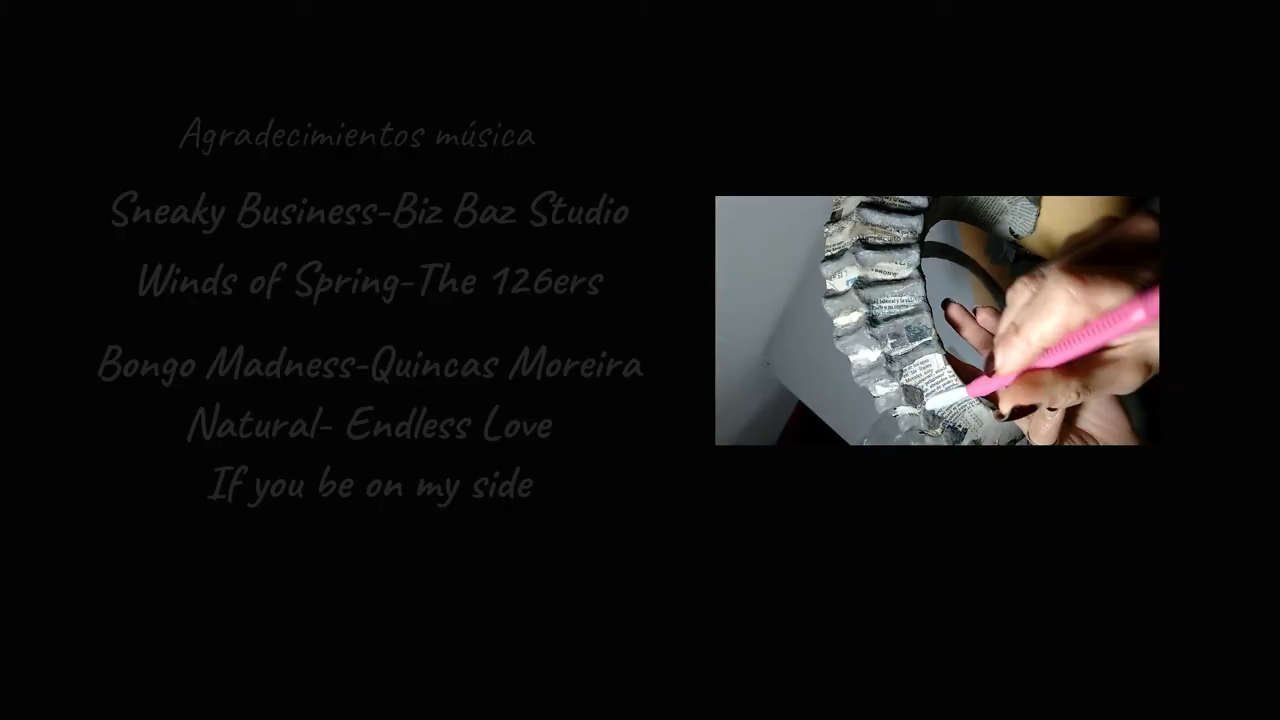 Agradecimientos música
Sneaky Business-Biz Baz Studio
Winds of Spring-The 126ers
Bongo Madness-Quincas Moreira
Natural- Endless Love
If you be on my side